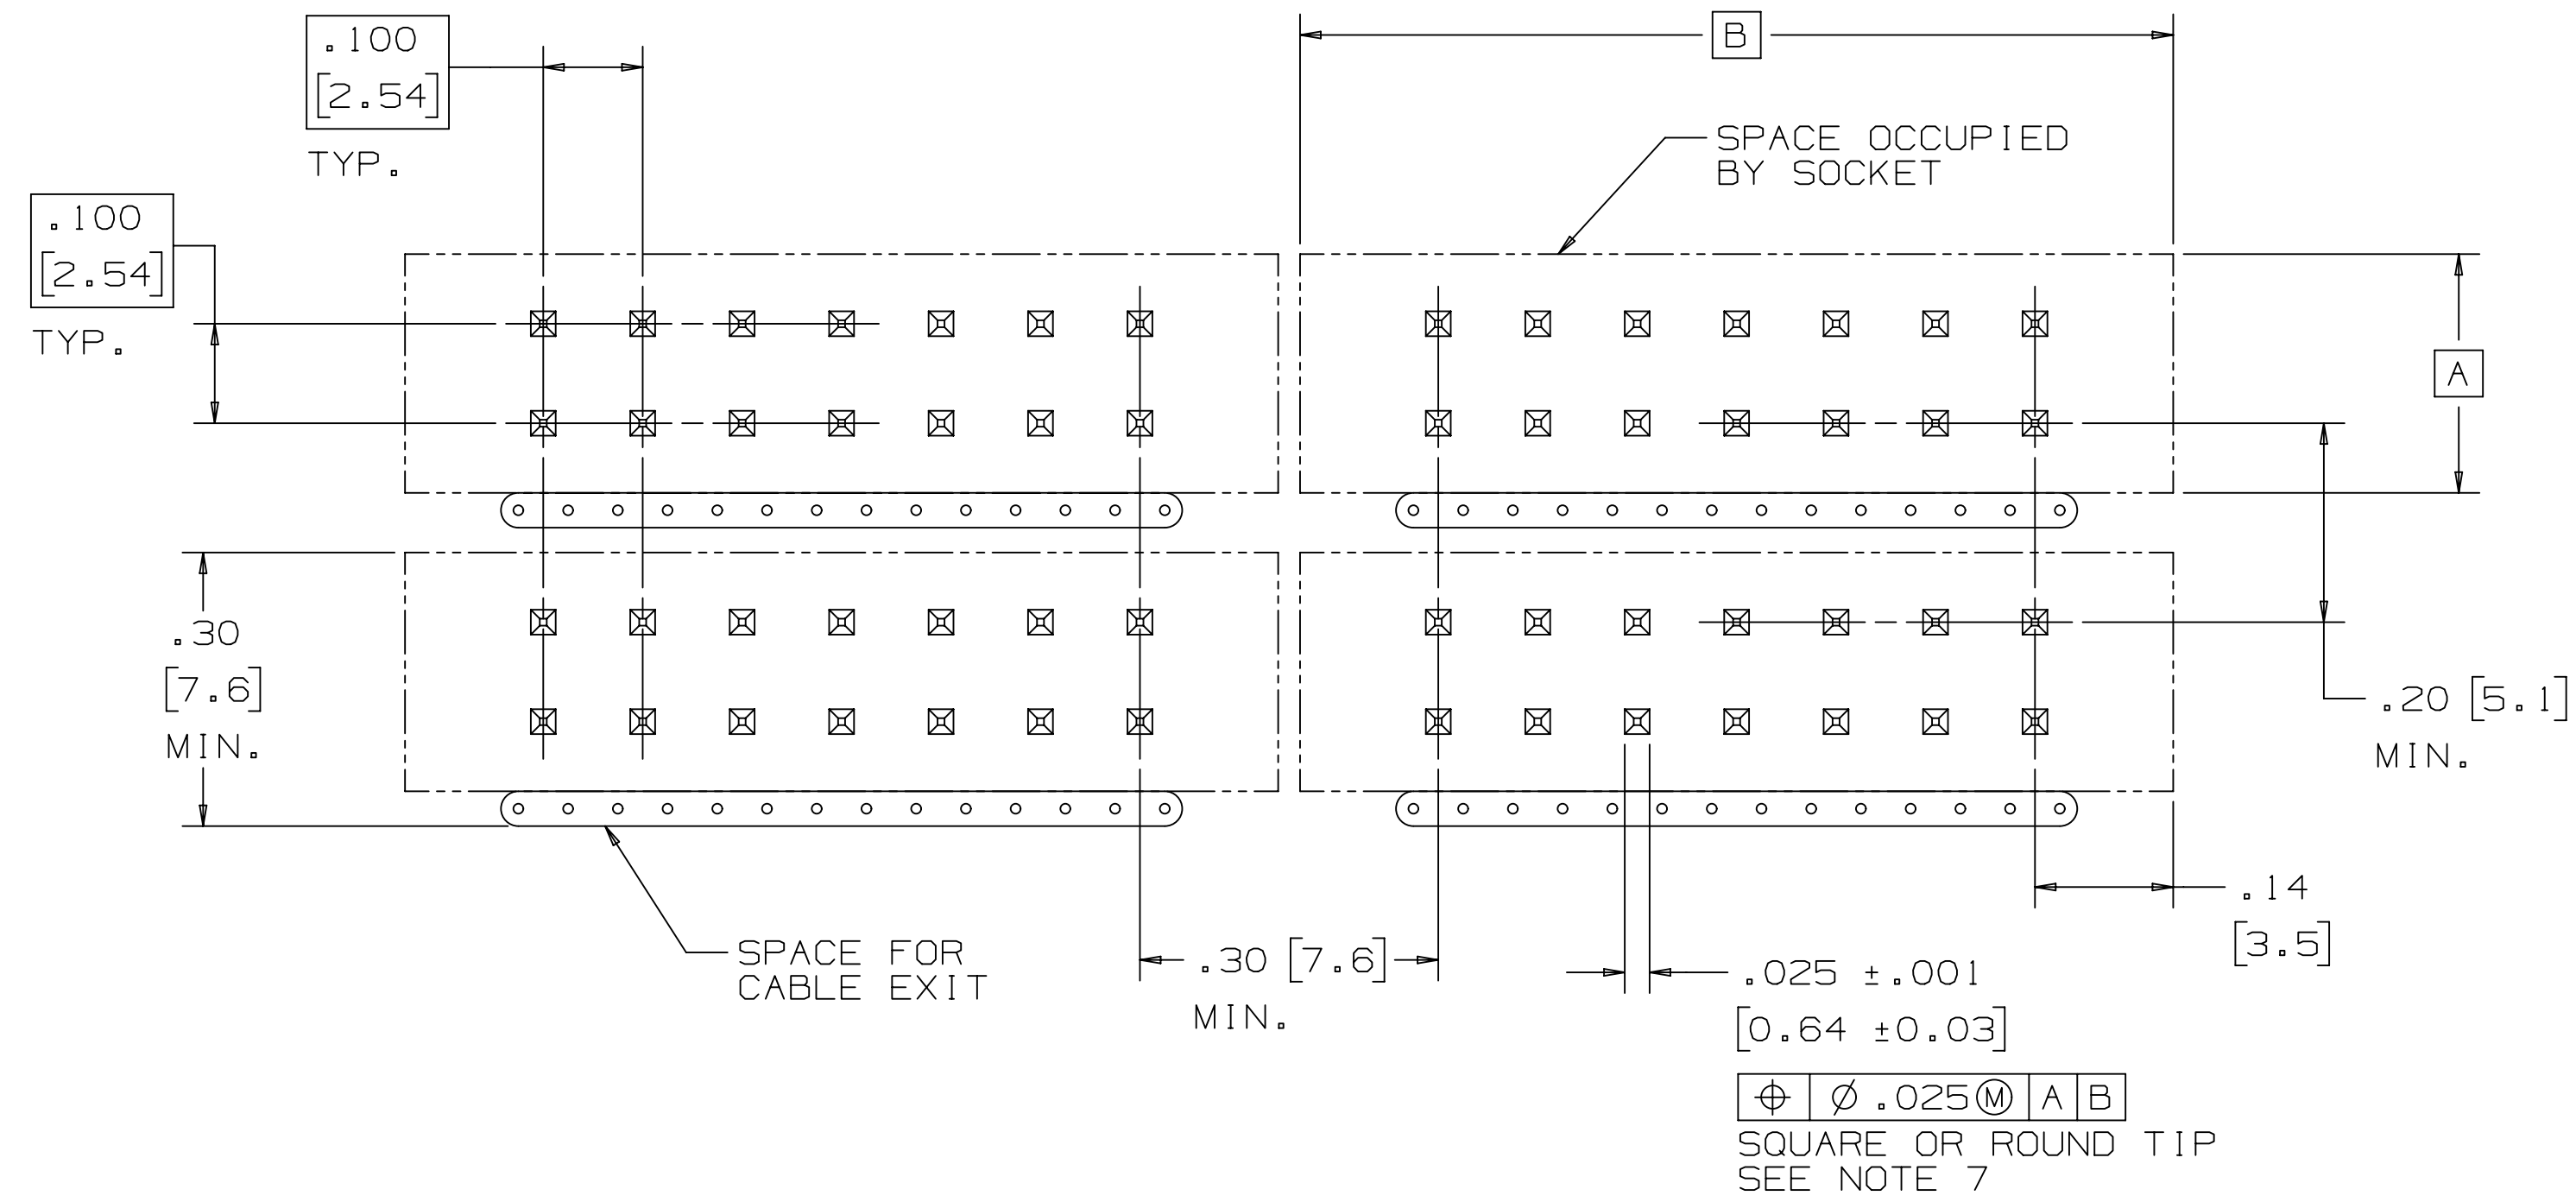 .100
[2.54]
TYP.
B
SPACE OCCUPIED
BY SOCKET
.100
[2.54]
TYP.
A
.30
[7.6]
MIN.
.20 [5.1]
MIN.
.14
[3.5]
SPACE FOR
CABLE EXIT
.30 [7.6]
MIN.
.025 ±.001
[0.64 ±0.03]
⌖ ⌀ .025 Ⓜ A B
SQUARE OR ROUND TIP
SEE NOTE 7